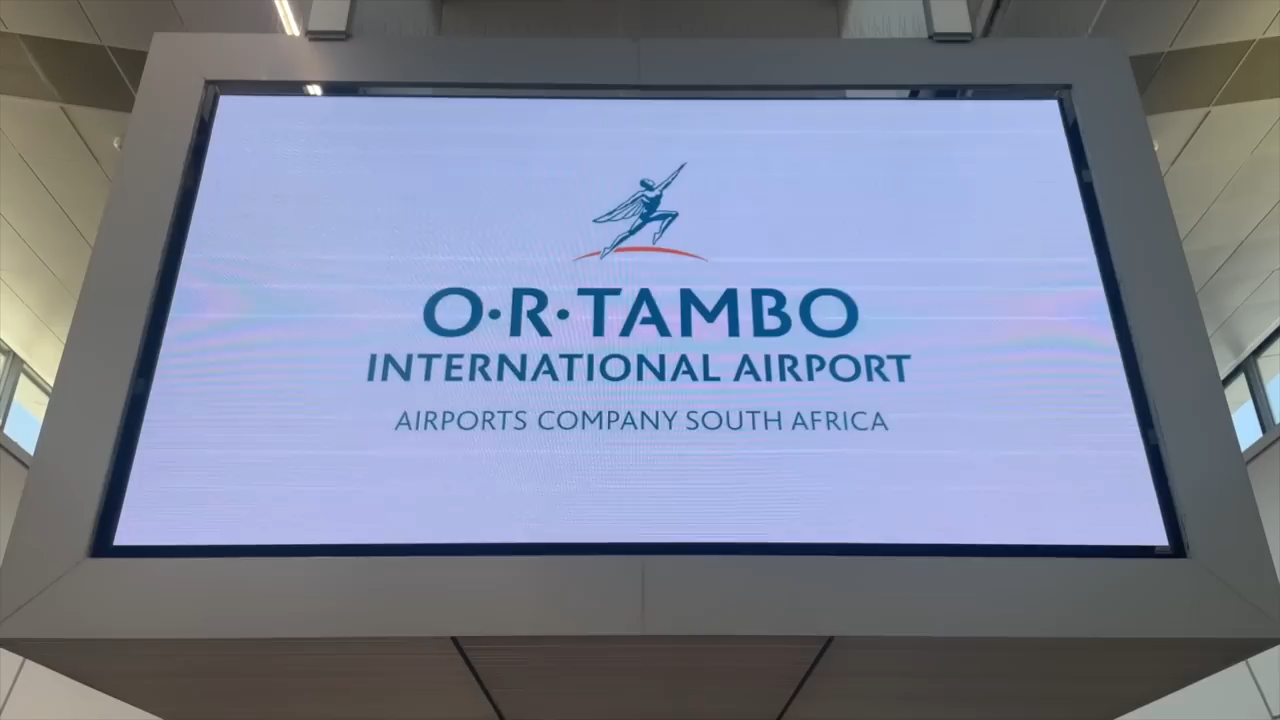 O·R·TAMBO
INTERNATIONAL AIRPORT
AIRPORTS COMPANY SOUTH AFRICA